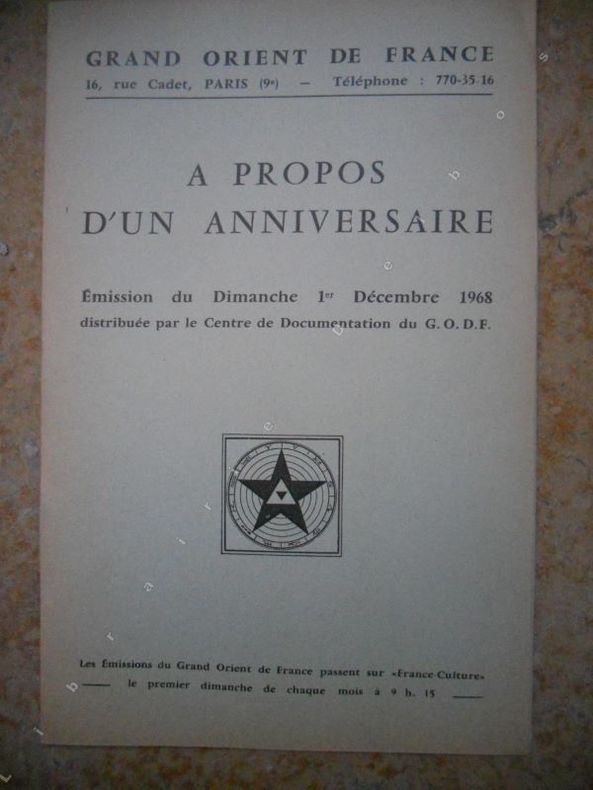 GRAND ORIENT DE FRANCE
16, rue Cadet, PARIS (9e) — Téléphone : 770-35 16
A PROPOS
D'UN ANNIVERSAIRE
Émission du Dimanche 1er Décembre 1968
distribuée par le Centre de Documentation du G. O. D. F.
Les Émissions du Grand Orient de France passent sur «France-Culture»
— le premier dimanche de chaque mois à 9 h. 15 —